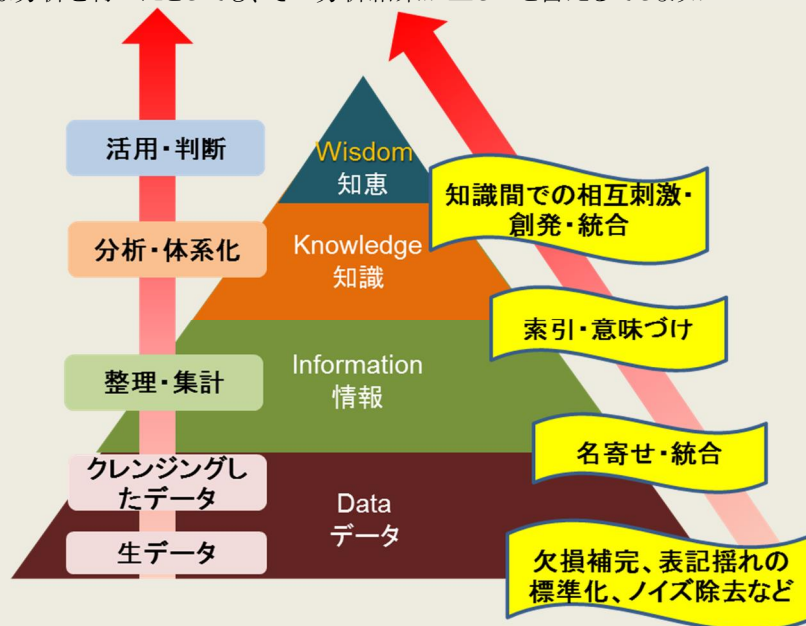 活用・判断
Wisdom
知恵
知識間での相互刺激・
創発・統合
分析・体系化
Knowledge
知識
索引・意味づけ
整理・集計
Information
情報
名寄せ・統合
クレンジングし
たデータ
Data
データ
生データ
欠損補完、表記揺れの
標準化、ノイズ除去など